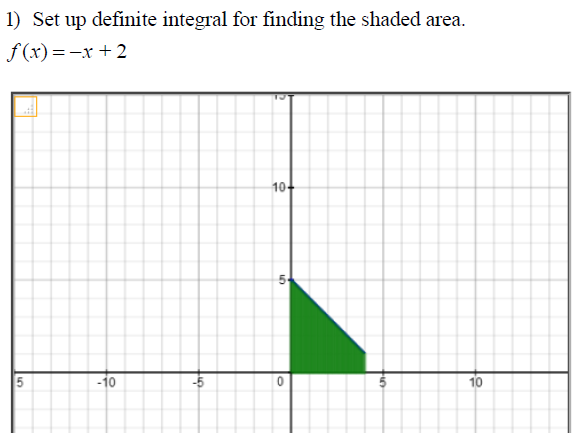 1) Set up definite integral for finding the shaded area.
f(x) = −x + 2
10
5
5 -10 -5 0 5 10